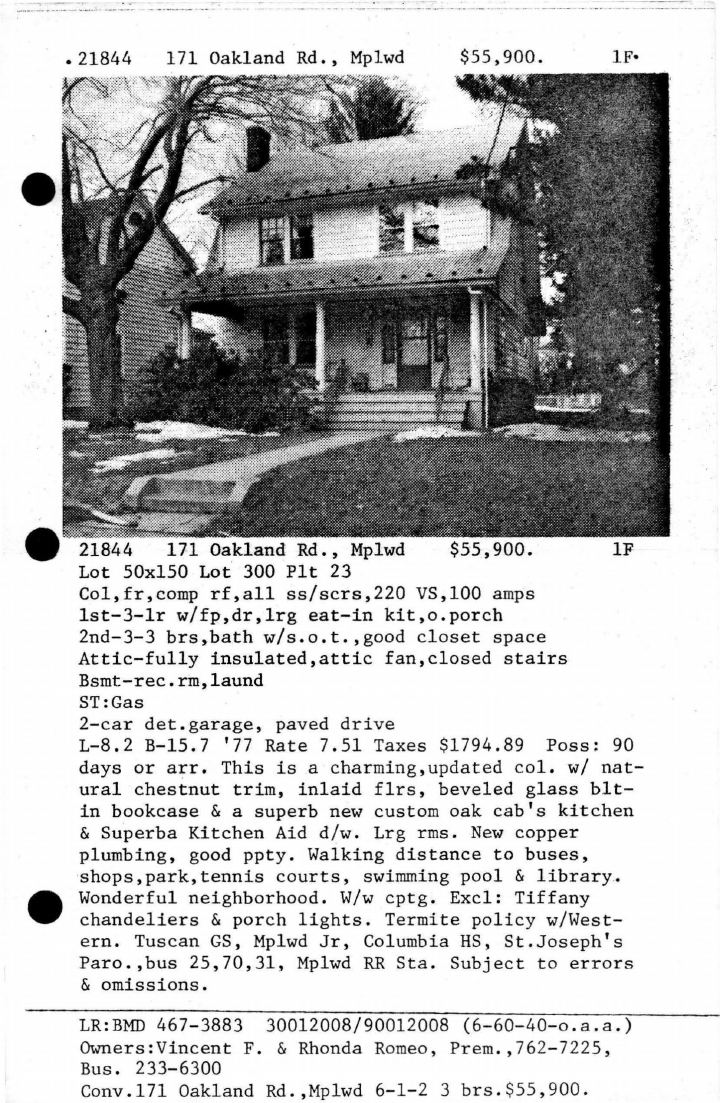 21844 171 Oakland Rd., Mplwd $55,900. 1F
21844 171 Oakland Rd., Mplwd $55,900. 1F
Lot 50x150 Lot 300 Plt 23
Col,fr,comp rf,all ss/scrs,220 VS,100 amps
1st-3-lr w/fp,dr,lrg eat-in kit,o.porch
2nd-3-3 brs,bath w/s.o.t.,good closet space
Attic-fully insulated,attic fan,closed stairs
Bsmt-rec.rm,laund
ST:Gas
2-car det.garage, paved drive
L-8.2 B-15.7 '77 Rate 7.51 Taxes $1794.89 Poss: 90
days or arr. This is a charming,updated col. w/ nat-
ural chestnut trim, inlaid flrs, beveled glass blt-
in bookcase & a superb new custom oak cab's kitchen
& Superba Kitchen Aid d/w. Lrg rms. New copper
plumbing, good ppty. Walking distance to buses,
shops,park,tennis courts, swimming pool & library.
Wonderful neighborhood. W/w cptg. Excl: Tiffany
chandeliers & porch lights. Termite policy w/West-
ern. Tuscan GS, Mplwd Jr, Columbia HS, St.Joseph's
Paro.,bus 25,70,31, Mplwd RR Sta. Subject to errors
& omissions.
LR:BMD 467-3883 30012008/90012008 (6-60-40-o.a.a.)
Owners:Vincent F. & Rhonda Romeo, Prem.,762-7225,
Bus. 233-6300
Conv.171 Oakland Rd.,Mplwd 6-1-2 3 brs.$55,900.